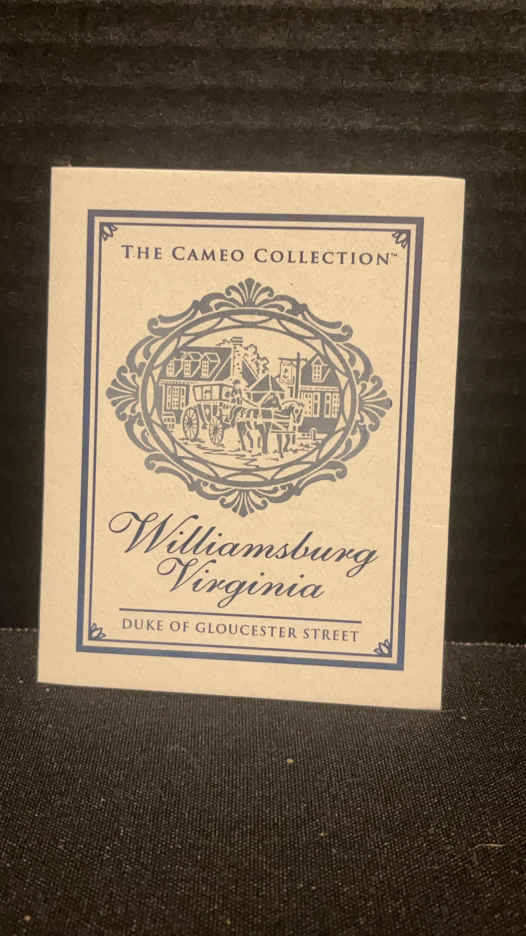 THE CAMEO COLLECTION™
Williamsburg
Virginia
DUKE OF GLOUCESTER STREET